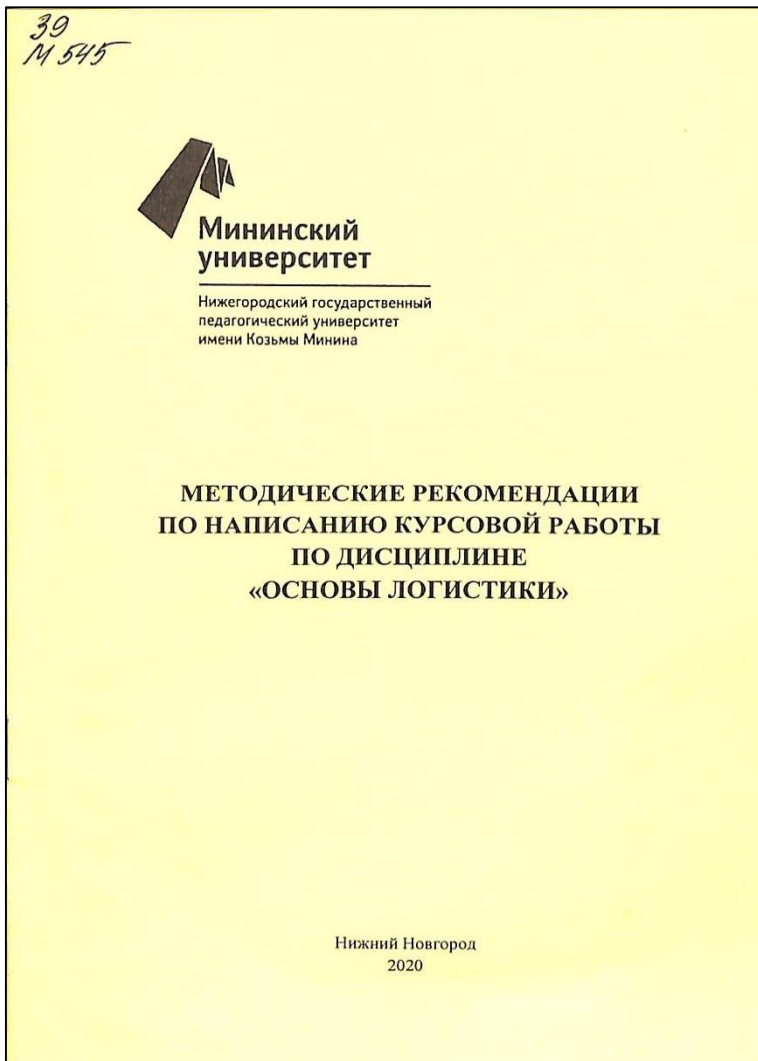 39
М 545
Мининский
университет
Нижегородский государственный
педагогический университет
имени Козьмы Минина
МЕТОДИЧЕСКИЕ РЕКОМЕНДАЦИИ
ПО НАПИСАНИЮ КУРСОВОЙ РАБОТЫ
ПО ДИСЦИПЛИНЕ
«ОСНОВЫ ЛОГИСТИКИ»
Нижний Новгород
2020